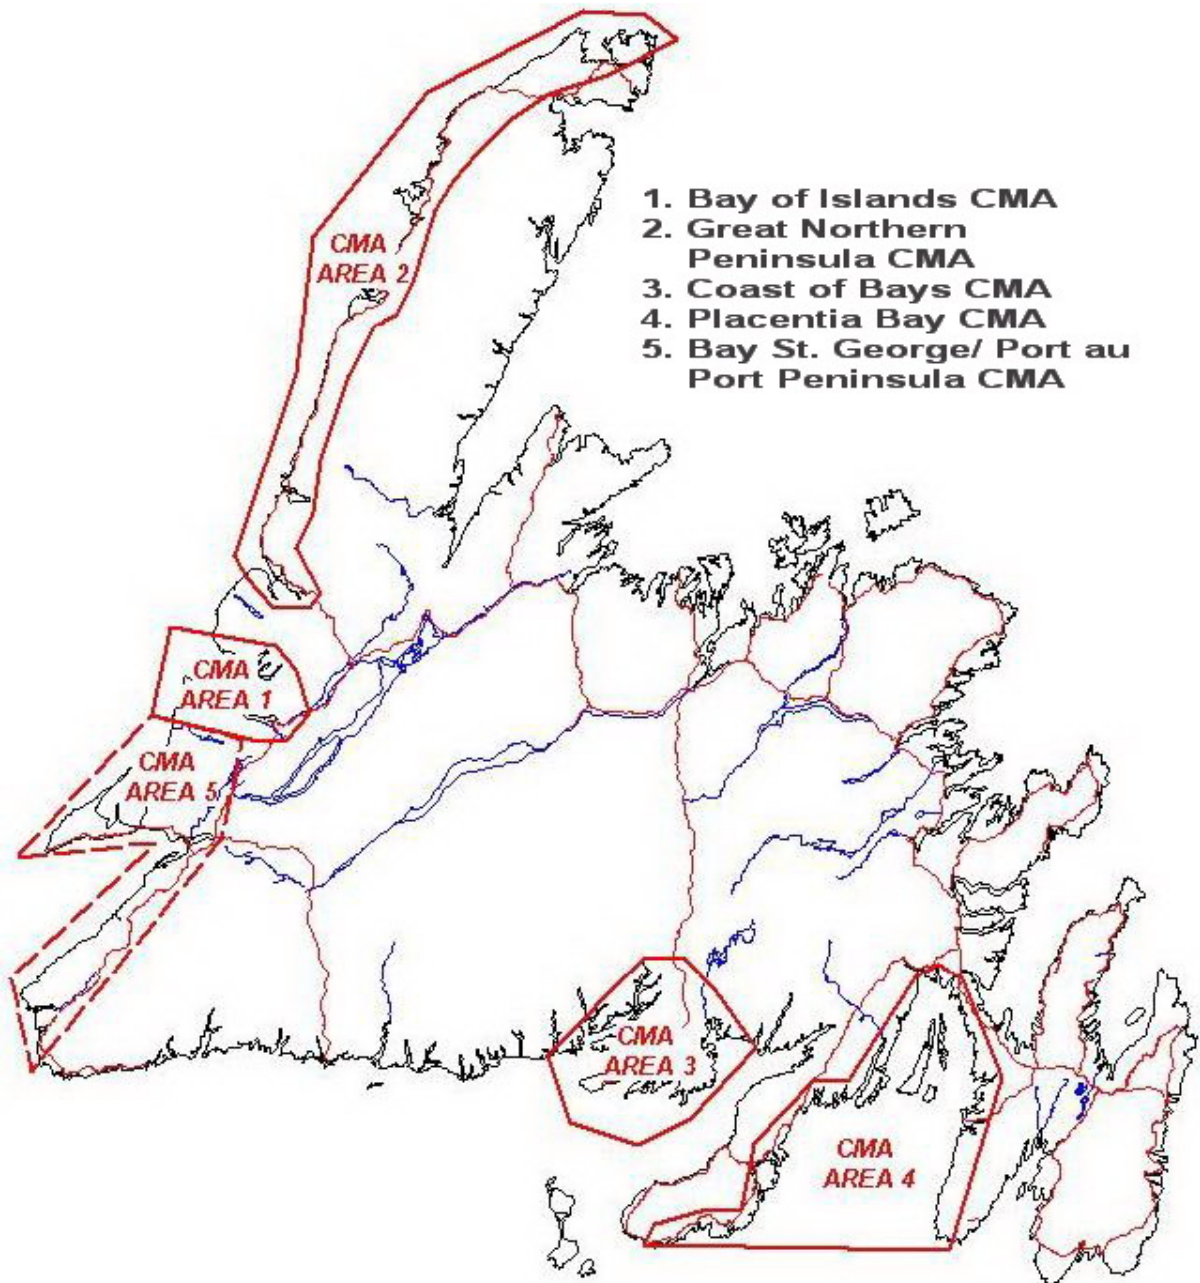 1. Bay of Islands CMA
2. Great Northern
Peninsula CMA
3. Coast of Bays CMA
4. Placentia Bay CMA
5. Bay St. George/ Port au
Port Peninsula CMA
CMA
AREA 2
CMA
AREA 1
CMA
AREA 5
CMA
AREA 3
CMA
AREA 4